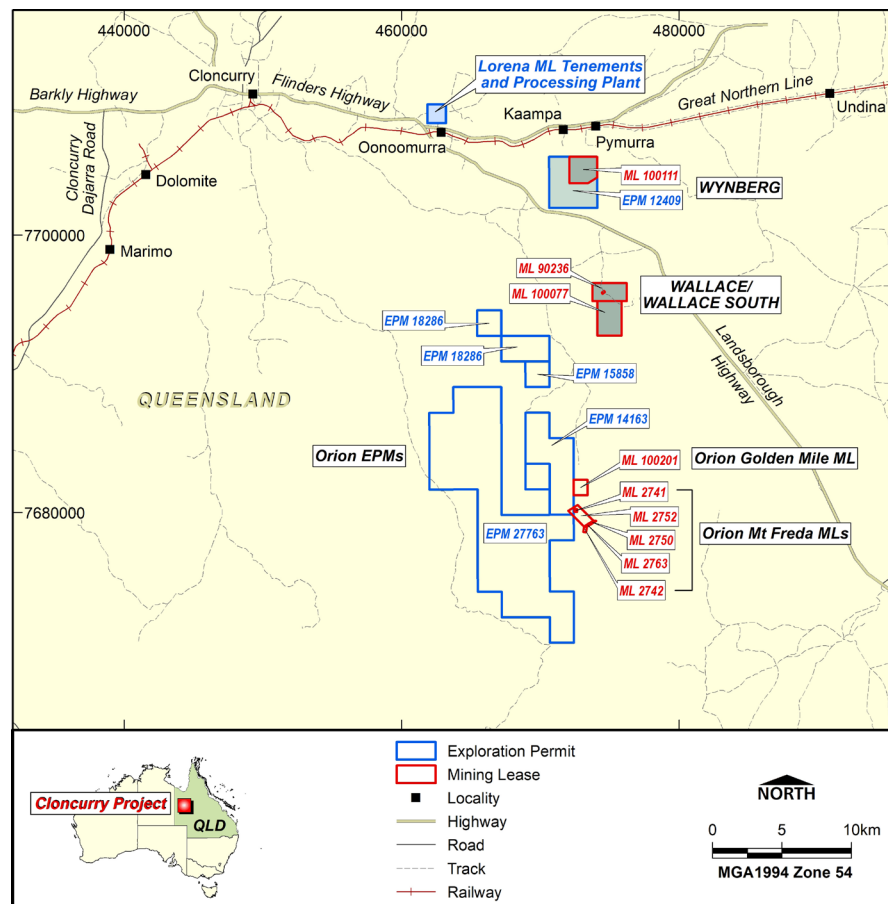 440000
460000
480000
Lorena ML Tenements
and Processing Plant
Cloncurry
Barkly Highway
Flinders Highway
Great Northern Line
Undina
Kaampa
Oonoomurra
Pymurra
Cloncurry
Dajarra Road
Dolomite
ML 100111
WYNBERG
EPM 12409
7700000
Marimo
ML 90236
WALLACE/
WALLACE SOUTH
ML 100077
EPM 18286
EPM 18286
Landsborough
Highway
EPM 15858
QUEENSLAND
EPM 14163
Orion EPMs
ML 100201
Orion Golden Mile ML
ML 2741
7680000
ML 2752
EPM 27763
Orion Mt Freda MLs
ML 2750
ML 2763
ML 2742
Cloncurry Project
QLD
Exploration Permit
Mining Lease
Locality
Highway
Road
Track
Railway
NORTH
0 5 10km
MGA1994 Zone 54